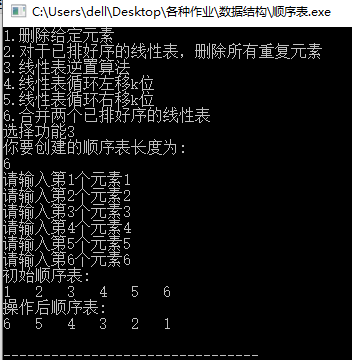 C:\Users\dell\Desktop\各种作业\数据结构\顺序表.exe
1.删除给定元素
2.对于已排好序的线性表，删除所有重复元素
3.线性表逆置算法
4.线性表循环左移k位
5.线性表循环右移k位
6.合并两个已排好序的线性表
选择功能3
你要创建的顺序表长度为:
6
请输入第1个元素1
请输入第2个元素2
请输入第3个元素3
请输入第4个元素4
请输入第5个元素5
请输入第6个元素6
初始顺序表:
1 2 3 4 5 6
操作后顺序表:
6 5 4 3 2 1
--------------------------------